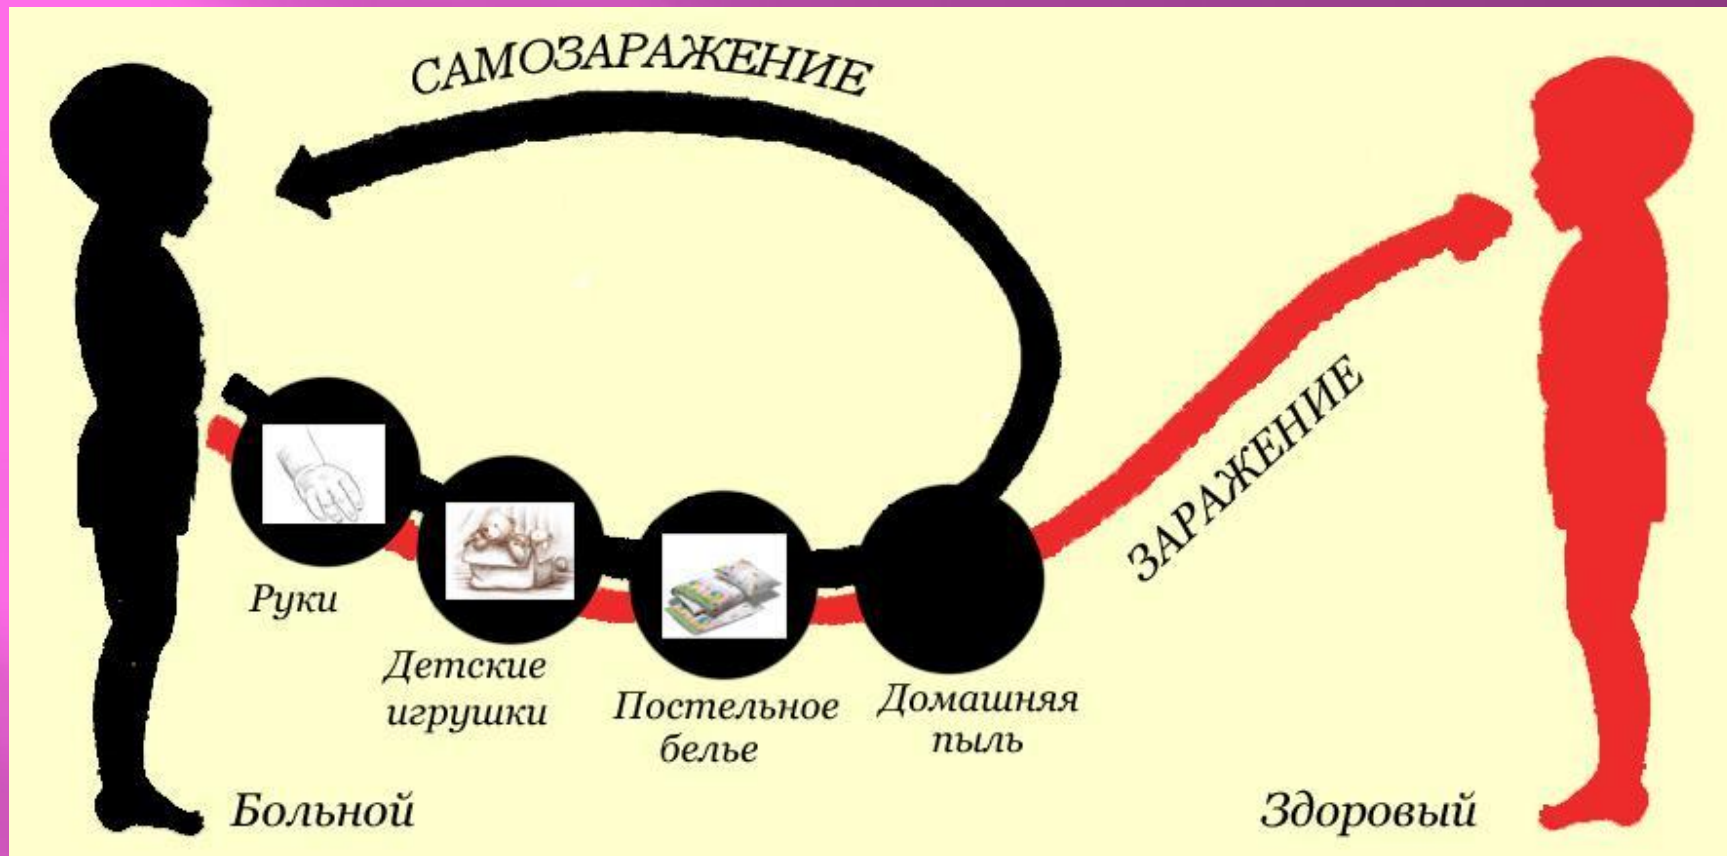 САМОЗАРАЖЕНИЕ
ЗАРАЖЕНИЕ
Руки
Детские
игрушки
Постельное
белье
Домашняя
пыль
Больной
Здоровый